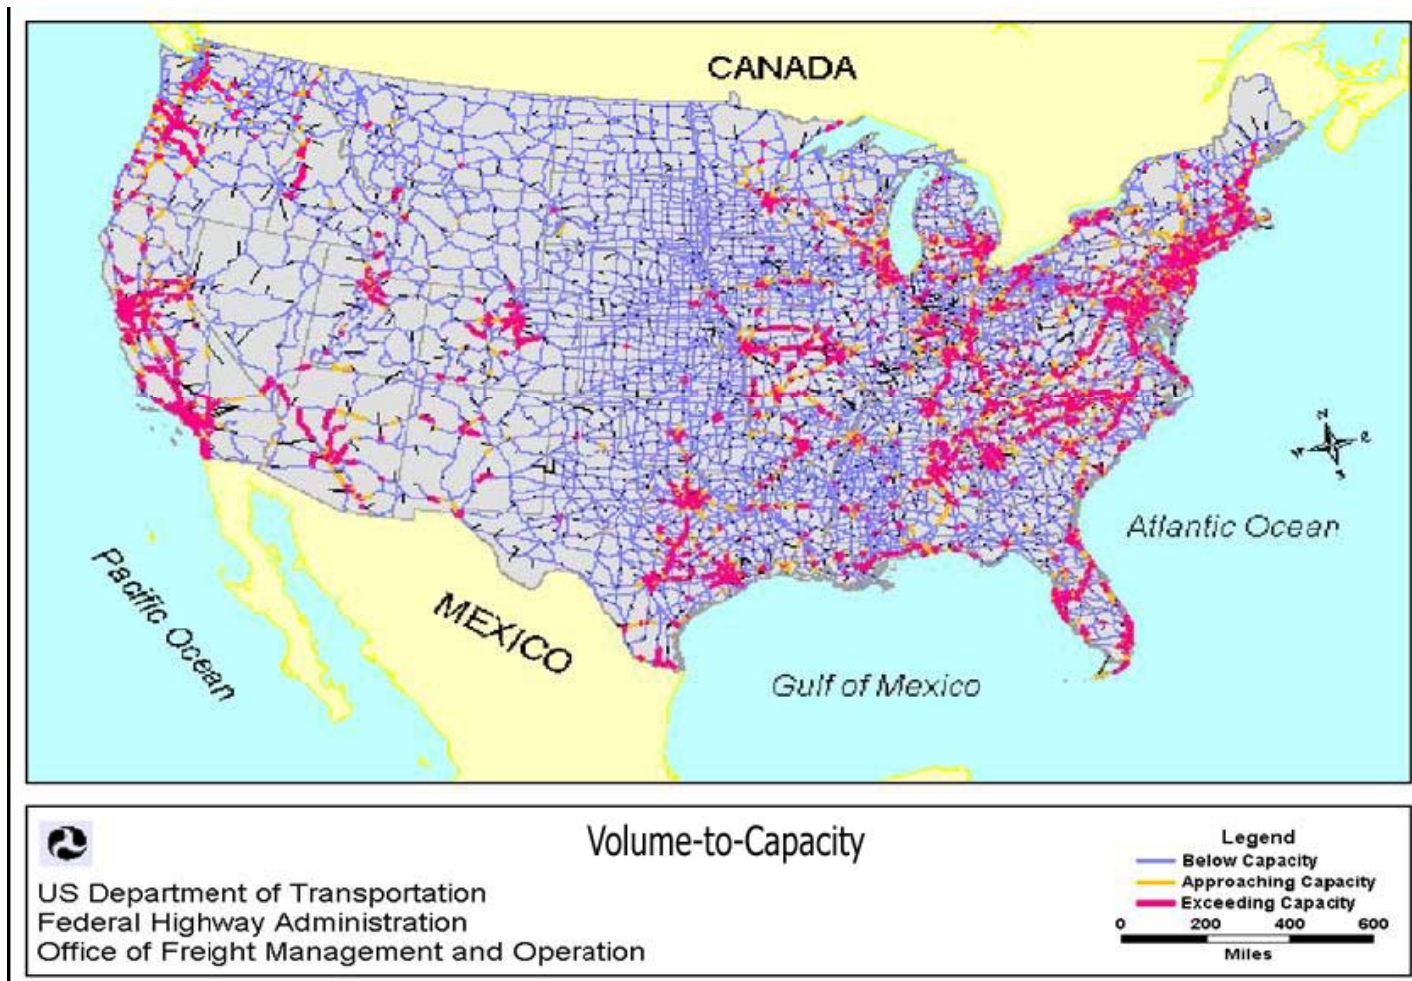 CANADA
Atlantic Ocean
Pacific Ocean
MEXICO
Gulf of Mexico
N
W
E
S
Volume-to-Capacity
US Department of Transportation
Federal Highway Administration
Office of Freight Management and Operation
Legend
Below Capacity
Approaching Capacity
Exceeding Capacity
0 200 400 600
Miles